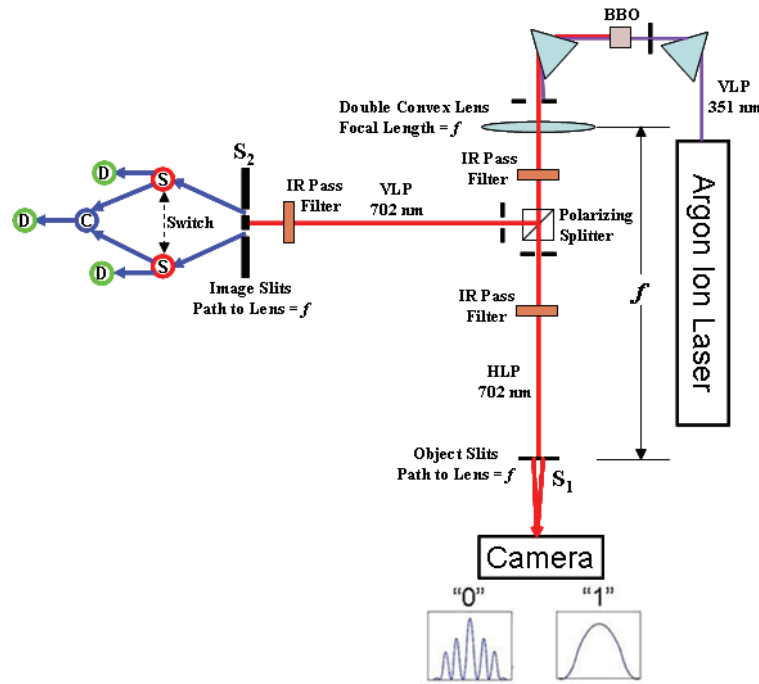 BBO
VLP
351 nm
Double Convex Lens
Focal Length = f
S2
IR Pass
Filter
D
S
IR Pass
Filter
VLP
702 nm
Polarizing
Splitter
D
C
Switch
D
S
Image Slits
Path to Lens = f
IR Pass
Filter
f
Argon Ion Laser
HLP
702 nm
Object Slits
Path to Lens = f
S1
Camera
“0”
“1”